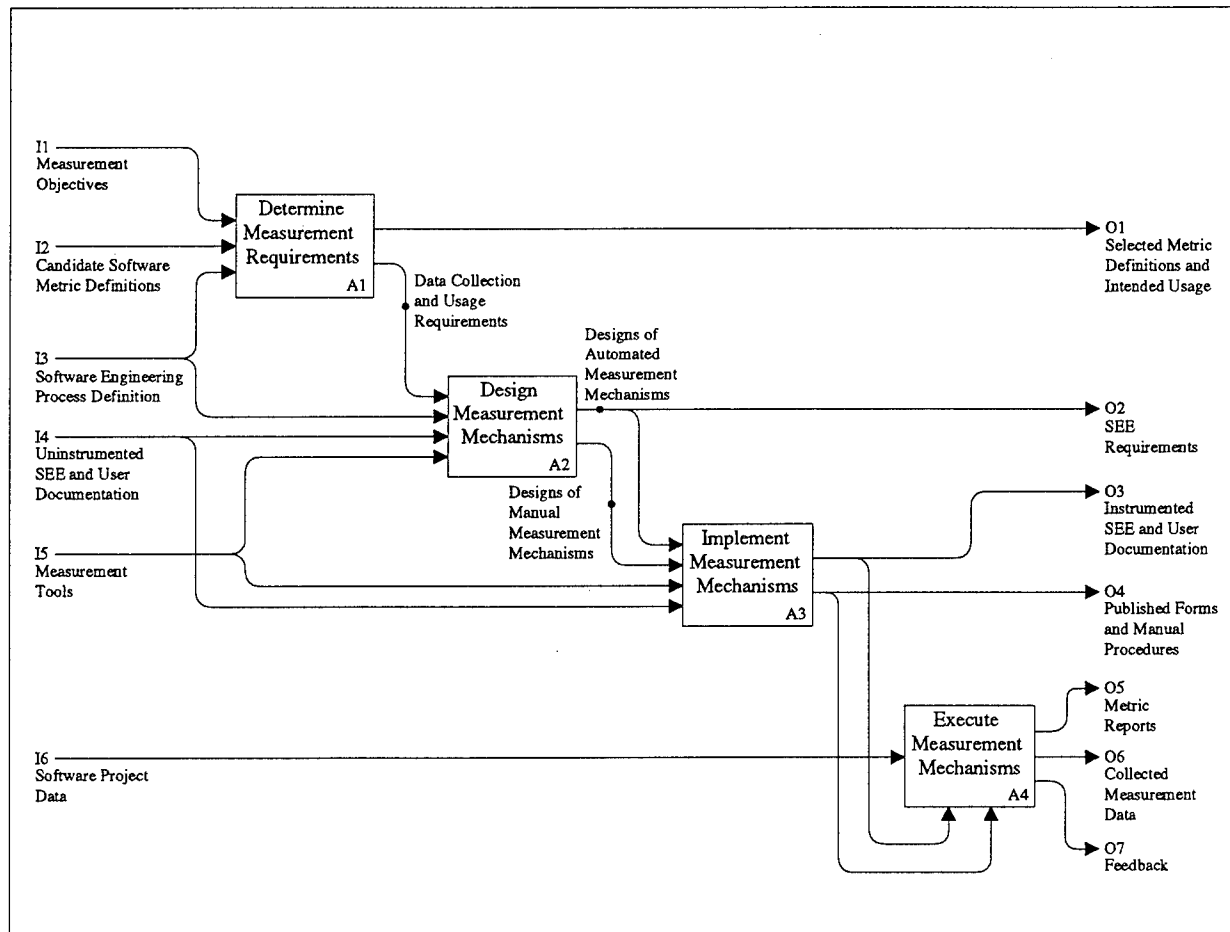 I1
Measurement
Objectives
I2
Candidate Software
Metric Definitions
I3
Software Engineering
Process Definition
I4
Uninstrumented
SEE and User
Documentation
I5
Measurement
Tools
I6
Software Project
Data
Determine
Measurement
Requirements
A1
Data Collection
and Usage
Requirements
Design
Measurement
Mechanisms
A2
Designs of
Automated
Measurement
Mechanisms
Designs of
Manual
Measurement
Mechanisms
Implement
Measurement
Mechanisms
A3
Execute
Measurement
Mechanisms
A4
O1
Selected Metric
Definitions and
Intended Usage
O2
SEE
Requirements
O3
Instrumented
SEE and User
Documentation
O4
Published Forms
and Manual
Procedures
O5
Metric
Reports
O6
Collected
Measurement
Data
O7
Feedback